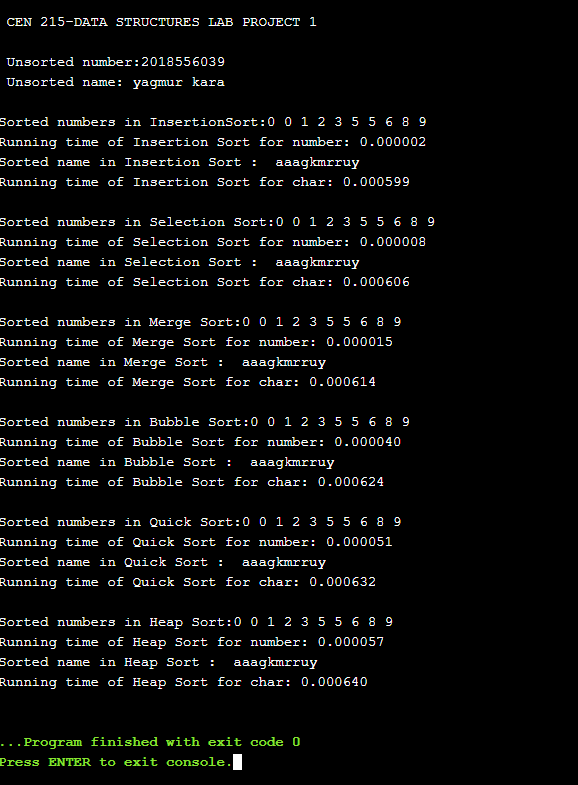 CEN 215-DATA STRUCTURES LAB PROJECT 1
Unsorted number:2018556039
Unsorted name: yagmur kara
Sorted numbers in InsertionSort:0 0 1 2 3 5 5 6 8 9
Running time of Insertion Sort for number: 0.000002
Sorted name in Insertion Sort :  aaagkmrruy
Running time of Insertion Sort for char: 0.000599
Sorted numbers in Selection Sort:0 0 1 2 3 5 5 6 8 9
Running time of Selection Sort for number: 0.000008
Sorted name in Selection Sort :  aaagkmrruy
Running time of Selection Sort for char: 0.000606
Sorted numbers in Merge Sort:0 0 1 2 3 5 5 6 8 9
Running time of Merge Sort for number: 0.000015
Sorted name in Merge Sort :  aaagkmrruy
Running time of Merge Sort for char: 0.000614
Sorted numbers in Bubble Sort:0 0 1 2 3 5 5 6 8 9
Running time of Bubble Sort for number: 0.000040
Sorted name in Bubble Sort :  aaagkmrruy
Running time of Bubble Sort for char: 0.000624
Sorted numbers in Quick Sort:0 0 1 2 3 5 5 6 8 9
Running time of Quick Sort for number: 0.000051
Sorted name in Quick Sort :  aaagkmrruy
Running time of Quick Sort for char: 0.000632
Sorted numbers in Heap Sort:0 0 1 2 3 5 5 6 8 9
Running time of Heap Sort for number: 0.000057
Sorted name in Heap Sort :  aaagkmrruy
Running time of Heap Sort for char: 0.000640
...Program finished with exit code 0
Press ENTER to exit console.